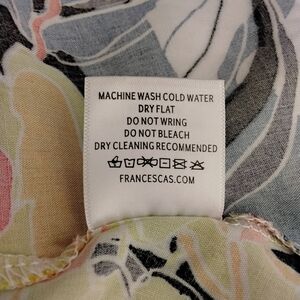 MACHINE WASH COLD WATER
DRY FLAT
DO NOT WRING
DO NOT BLEACH
DRY CLEANING RECOMMENDED
FRANCESCAS.COM